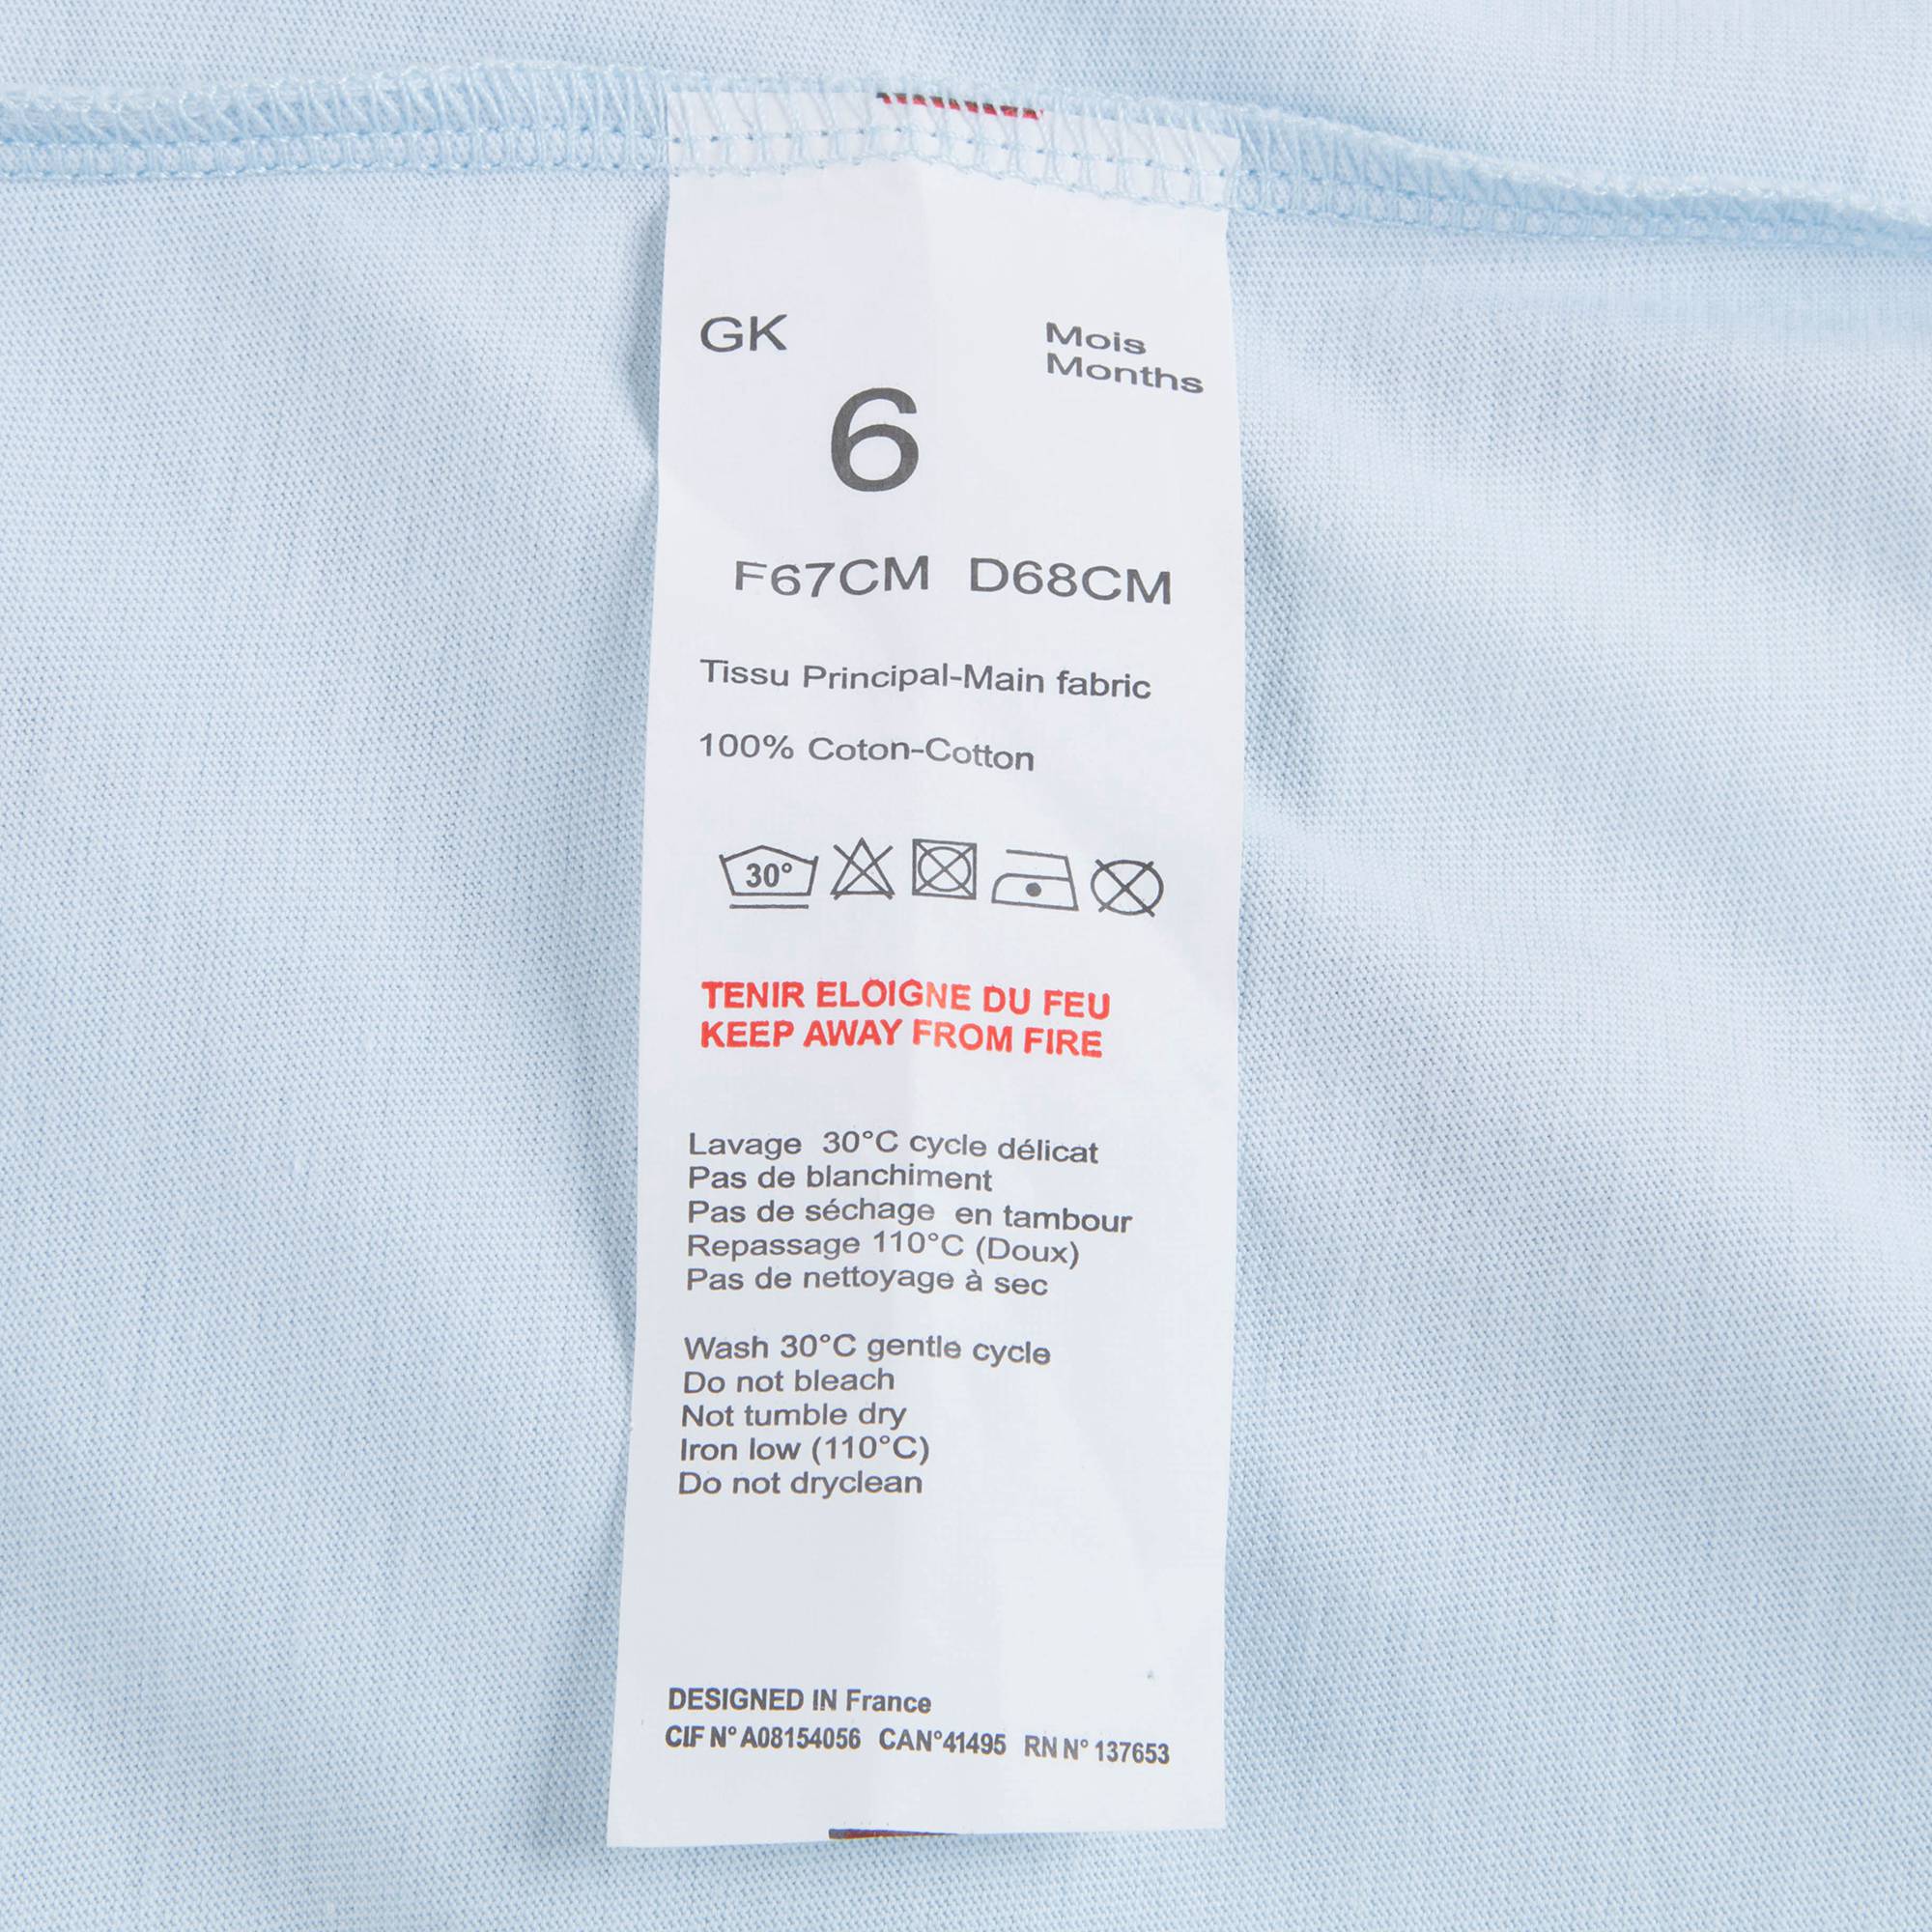 GK
Mois
Months
6
F67CM D68CM
Tissu Principal-Main fabric
100% Coton-Cotton
30°
TENIR ELOIGNE DU FEU
KEEP AWAY FROM FIRE
Lavage 30°C cycle délicat
Pas de blanchiment
Pas de séchage en tambour
Repassage 110°C (Doux)
Pas de nettoyage à sec
Wash 30°C gentle cycle
Do not bleach
Not tumble dry
Iron low (110°C)
Do not dryclean
DESIGNED IN France
CIF N° A08154056 CAN°41495 RN N° 137653